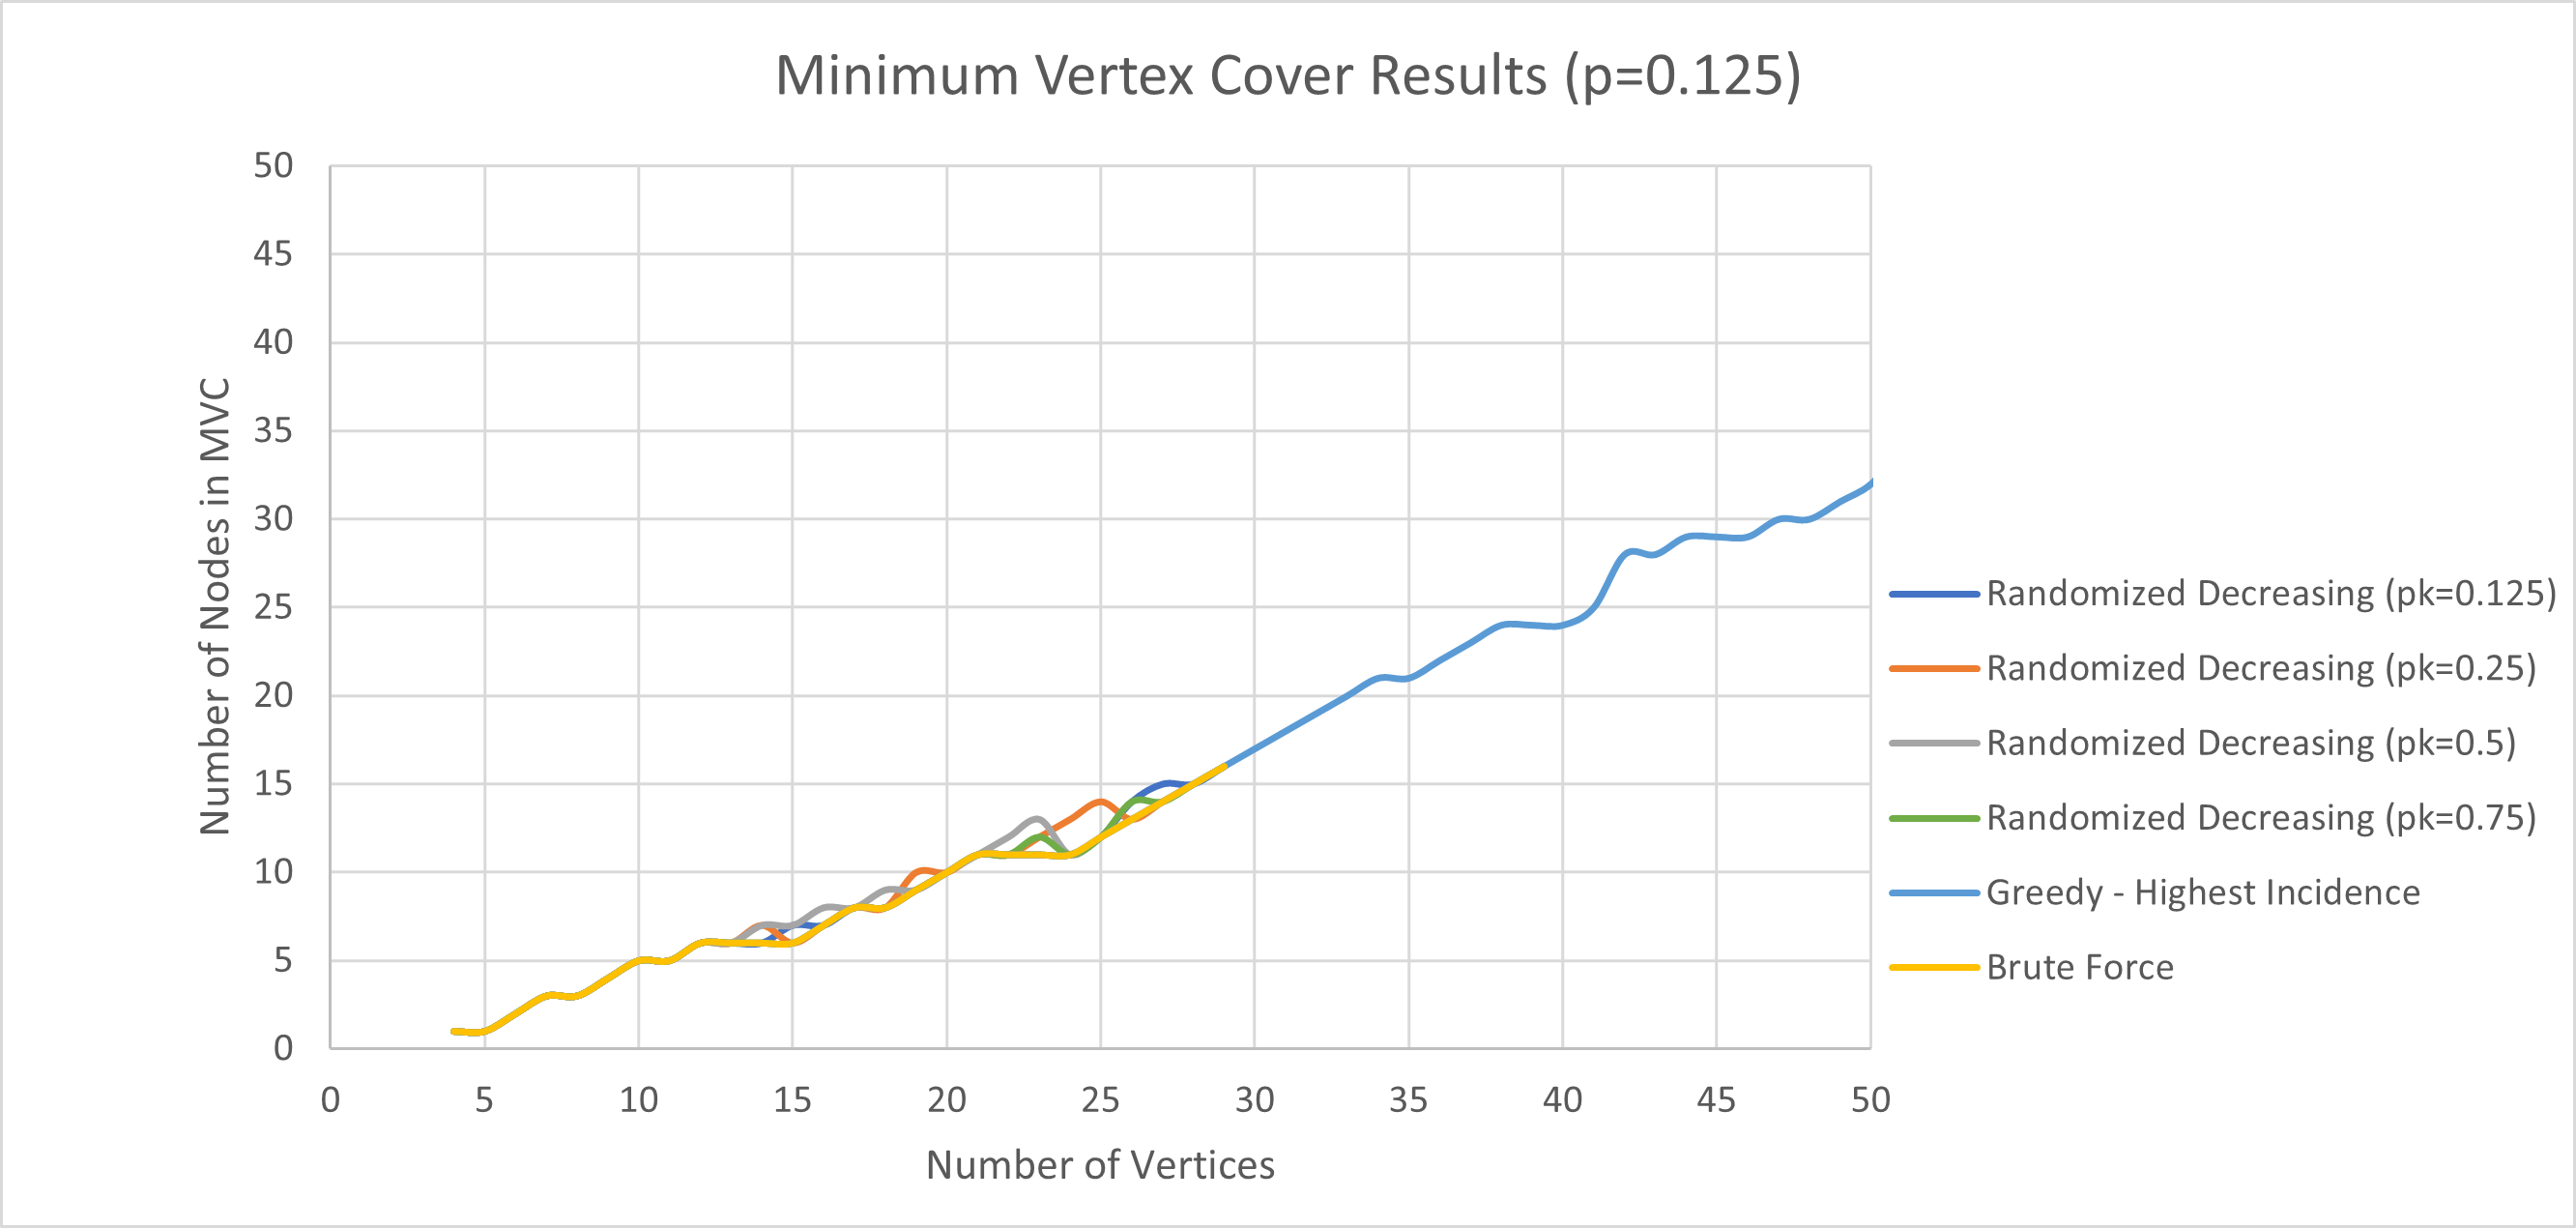 Minimum Vertex Cover Results (p=0.125)
Number of Nodes in MVC
50
45
40
35
30
25
20
15
10
5
0
0 5 10 15 20 25 30 35 40 45 50
Number of Vertices
Randomized Decreasing (pk=0.125)
Randomized Decreasing (pk=0.25)
Randomized Decreasing (pk=0.5)
Randomized Decreasing (pk=0.75)
Greedy - Highest Incidence
Brute Force